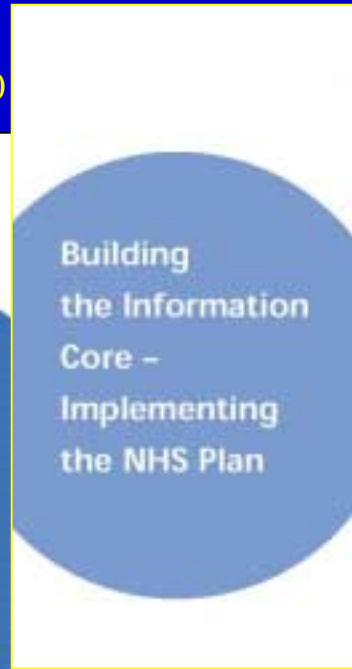 )
Building
the Information
Core –
Implementing
the NHS Plan